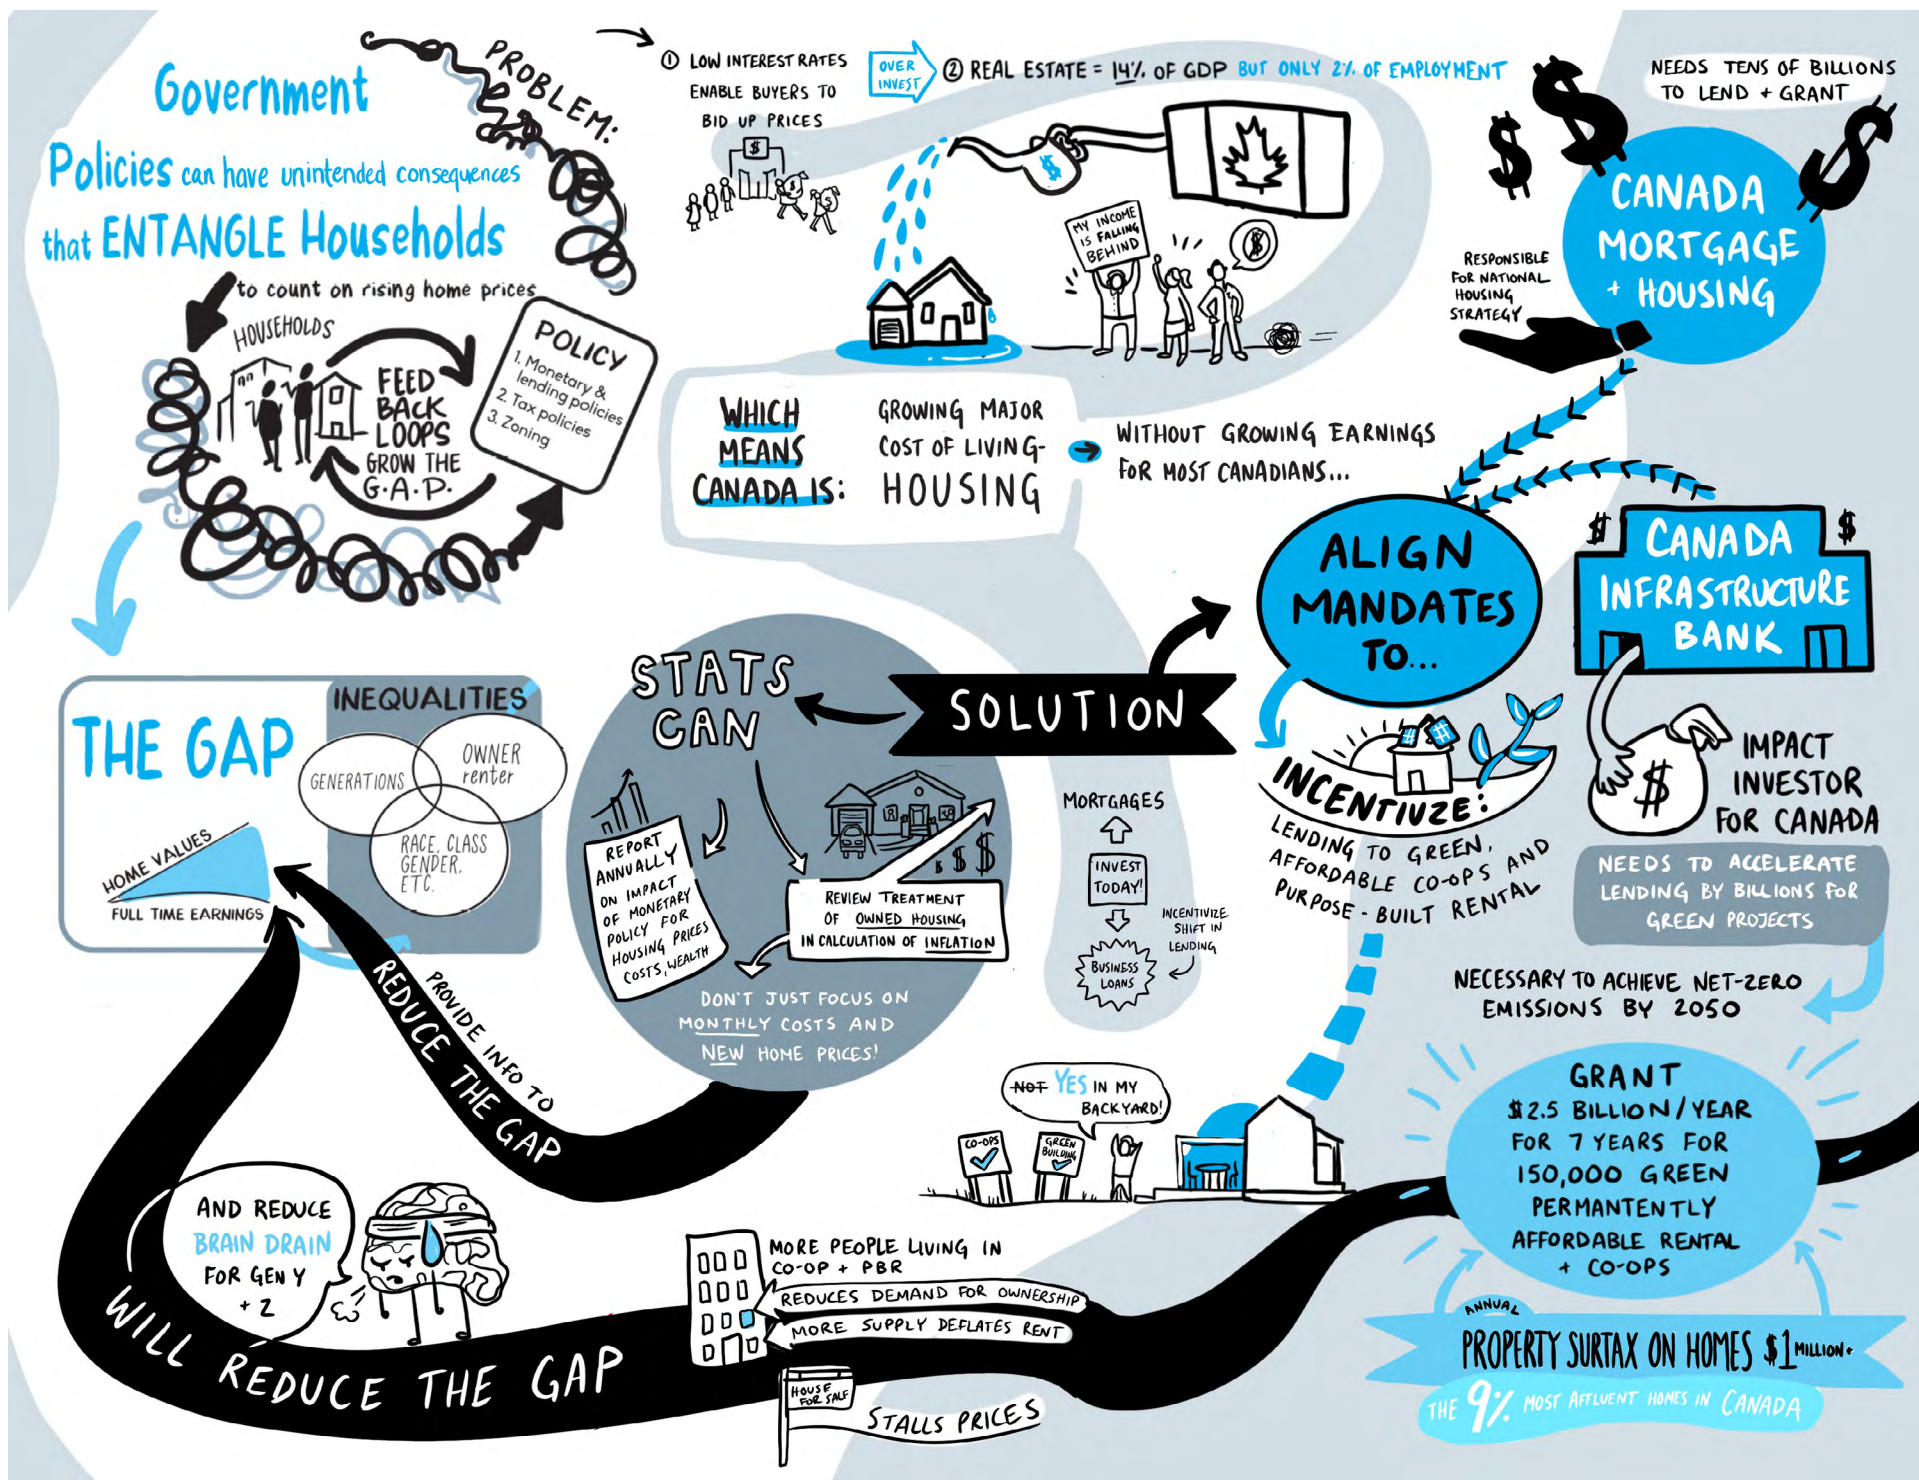 Government
Policies can have unintended consequences
that ENTANGLE Households
to count on rising home prices
PROBLEM:
HOUSEHOLDS
FEED
BACK
LOOPS
GROW THE
G.A.P.
POLICY
1. Monetary &
lending policies
2. Tax policies
3. Zoning
① LOW INTEREST RATES
ENABLE BUYERS TO
BID UP PRICES
$
OVER
INVEST
② REAL ESTATE = 14% OF GDP BUT ONLY 2% OF EMPLOYMENT
$
MY INCOME
IS FALLING
BEHIND
$
WHICH
MEANS
CANADA IS:
GROWING MAJOR
COST OF LIVING-
HOUSING
WITHOUT GROWING EARNINGS
FOR MOST CANADIANS...
$ $ $
NEEDS TENS OF BILLIONS
TO LEND + GRANT
CANADA
MORTGAGE
+ HOUSING
RESPONSIBLE
FOR NATIONAL
HOUSING
STRATEGY
ALIGN
MANDATES
TO...
$ $
CANADA
INFRASTRUCTURE
BANK
$
IMPACT
INVESTOR
FOR CANADA
NEEDS TO ACCELERATE
LENDING BY BILLIONS FOR
GREEN PROJECTS
NECESSARY TO ACHIEVE NET-ZERO
EMISSIONS BY 2050
INCENTIVIZE:
LENDING TO GREEN,
AFFORDABLE CO-OPS AND
PURPOSE-BUILT RENTAL
SOLUTION
STATS
CAN
REPORT
ANNUALLY
ON IMPACT
OF MONETARY
POLICY FOR
HOUSING PRICES
COSTS, WEALTH
$ $ $
REVIEW TREATMENT
OF OWNED HOUSING
IN CALCULATION OF INFLATION
DON'T JUST FOCUS ON
MONTHLY COSTS AND
NEW HOME PRICES!
MORTGAGES
INVEST
TODAY!
INCENTIVIZE
SHIFT IN
LENDING
BUSINESS
LOANS
THE GAP
HOME VALUES
FULL TIME EARNINGS
INEQUALITIES
GENERATIONS
OWNER
renter
RACE, CLASS
GENDER,
ETC.
PROVIDE INFO TO
REDUCE THE GAP
NOT YES IN MY
BACKYARD!
CO-OPS
GREEN
BUILDING
GRANT
$2.5 BILLION/YEAR
FOR 7 YEARS FOR
150,000 GREEN
PERMANTENTLY
AFFORDABLE RENTAL
+ CO-OPS
ANNUAL
PROPERTY SURTAX ON HOMES $1 MILLION+
THE 9% MOST AFFLUENT HOMES IN CANADA
MORE PEOPLE LIVING IN
CO-OP + PBR
REDUCES DEMAND FOR OWNERSHIP
MORE SUPPLY DEFLATES RENT
HOUSE
FOR SALE
STALLS PRICES
AND REDUCE
BRAIN DRAIN
FOR GEN Y
+ Z
WILL REDUCE THE GAP